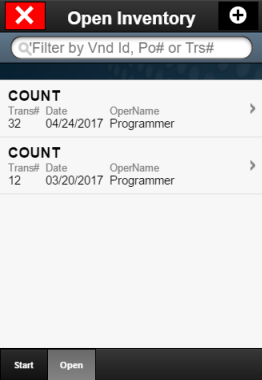 Open Inventory
'Filter by Vnd Id, Po# or Trs#
COUNT
Trans# Date OperName
32 04/24/2017 Programmer
COUNT
Trans# Date OperName
12 03/20/2017 Programmer
Start Open